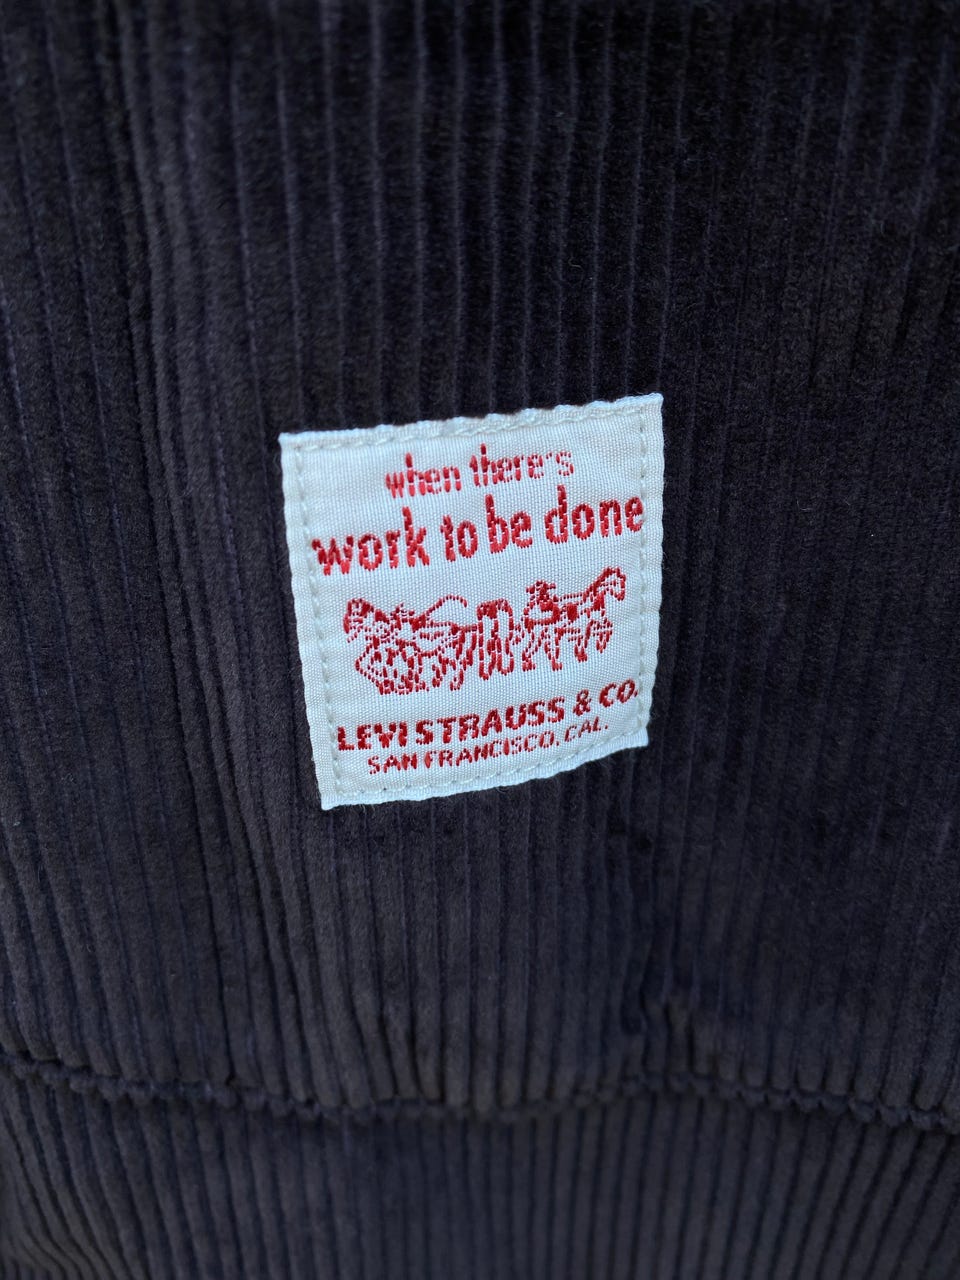 when there's
work to be done
LEVI STRAUSS & CO.
SAN FRANCISCO, CAL.